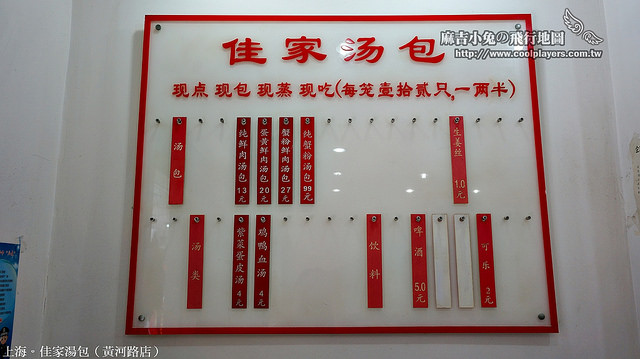 麻吉小兔の飛行地圖
http://www.coolplayers.com.tw
佳家汤包
现点 现包 现蒸 现吃(每笼壹拾贰只,一两半)
汤包
纯鲜肉汤包 13元
蛋黄鲜肉汤包 20元
蟹粉鲜肉汤包 27元
纯蟹粉汤包 99元
生姜丝 1.0元
汤类
紫菜蛋皮汤 4元
鸡鸭血汤 4元
饮料
啤酒 5.0元
可乐 2元
上海。佳家湯包（黃河路店）